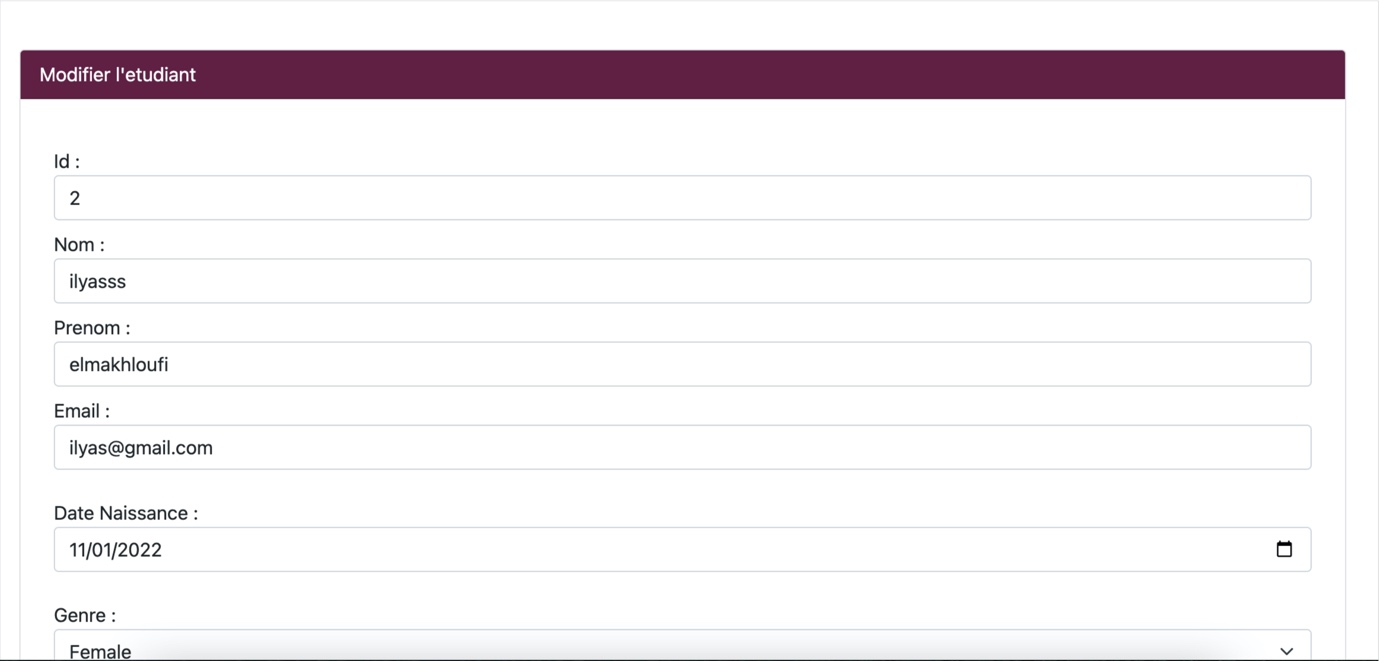 Modifier l'etudiant
Id :
2
Nom :
ilyasss
Prenom :
elmakhloufi
Email :
ilyas@gmail.com
Date Naissance :
11/01/2022
Genre :
Female